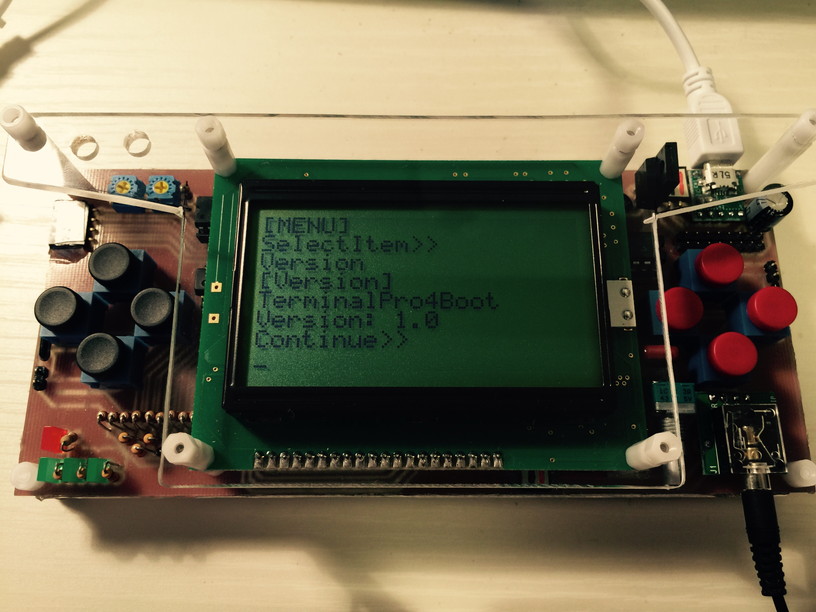 [MENU]
SelectItem>>
Version
[Version]
TerminalPro4Boot
Version: 1.0
Continue>>
_